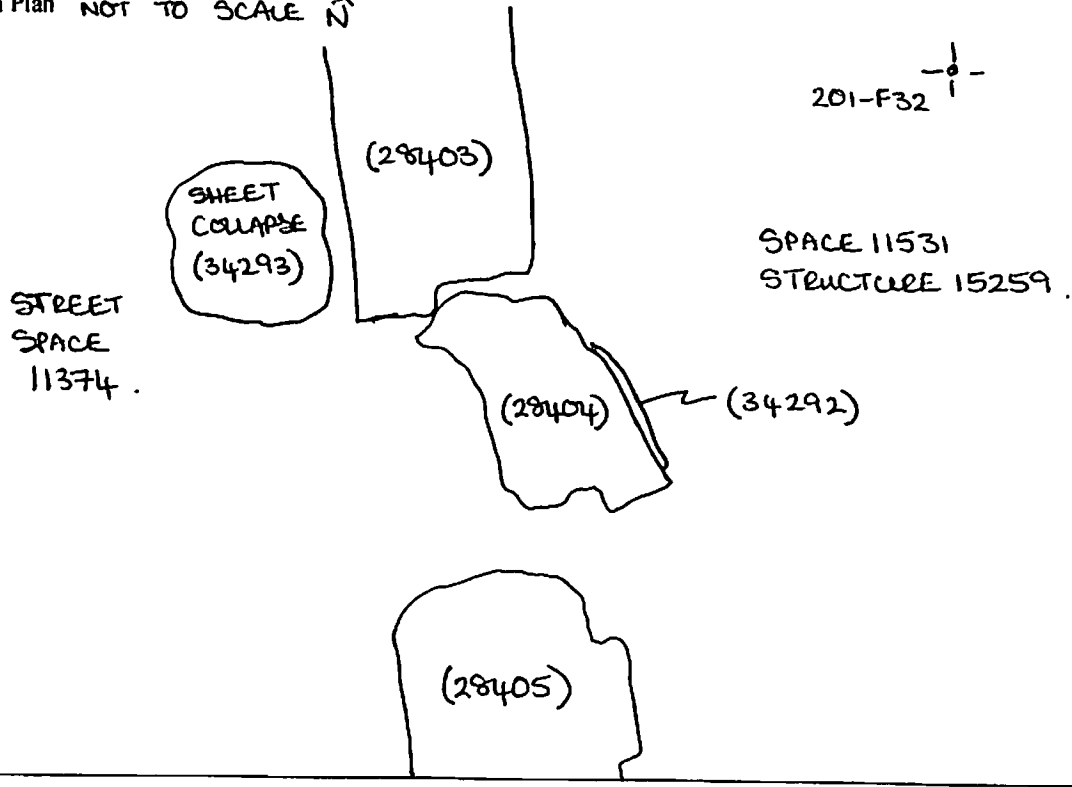 Plan NOT TO SCALE N
201-F32
(28403)
SHEET
COLLAPSE
(34293)
SPACE 11531
STRUCTURE 15259.
STREET
SPACE
11374.
(28404)
(34292)
(28405)